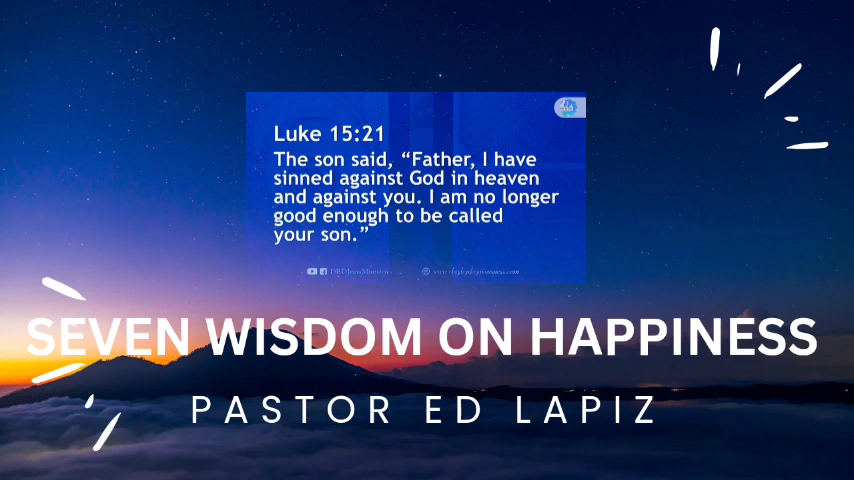 Luke 15:21
The son said, “Father, I have
sinned against God in heaven
and against you. I am no longer
good enough to be called
your son.”
SEVEN WISDOM ON HAPPINESS
PASTOR ED LAPIZ